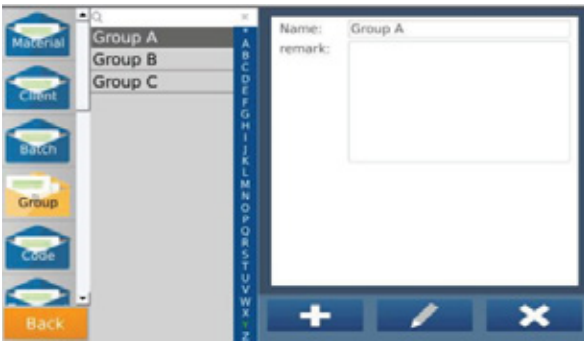 Material
Client
Batch
Group
Code
Back
Group A
Group B
Group C
*
A
B
C
D
E
F
G
H
I
J
K
L
M
N
O
P
Q
R
S
T
U
V
W
X
Y
Z
Name: Group A
remark: